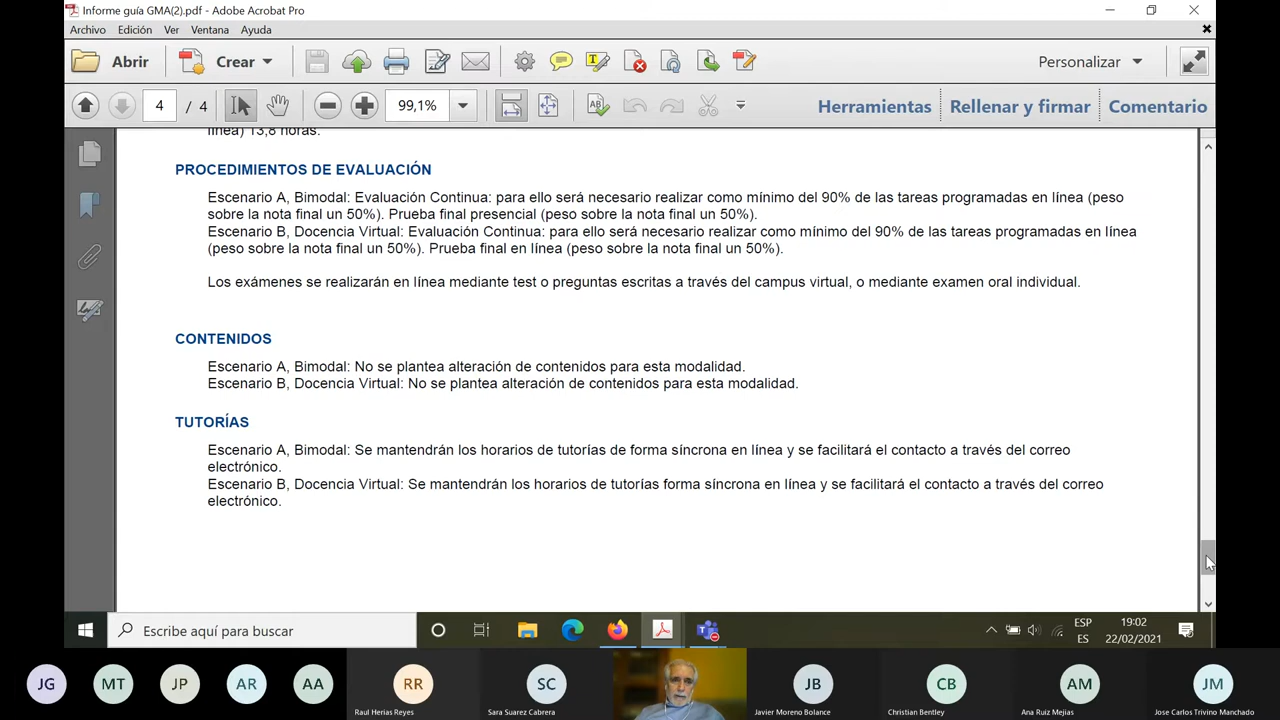 Informe guía GMA(2).pdf - Adobe Acrobat Pro
Archivo Edición Ver Ventana Ayuda
Abrir Crear Personalizar
4 / 4 99,1% Herramientas Rellenar y firmar Comentario
línea) 13,8 horas.
PROCEDIMIENTOS DE EVALUACIÓN
Escenario A, Bimodal: Evaluación Continua: para ello será necesario realizar como mínimo del 90% de las tareas programadas en línea (peso
sobre la nota final un 50%). Prueba final presencial (peso sobre la nota final un 50%).
Escenario B, Docencia Virtual: Evaluación Continua: para ello será necesario realizar como mínimo del 90% de las tareas programadas en línea
(peso sobre la nota final un 50%). Prueba final en línea (peso sobre la nota final un 50%).
Los exámenes se realizarán en línea mediante test o preguntas escritas a través del campus virtual, o mediante examen oral individual.
CONTENIDOS
Escenario A, Bimodal: No se plantea alteración de contenidos para esta modalidad.
Escenario B, Docencia Virtual: No se plantea alteración de contenidos para esta modalidad.
TUTORÍAS
Escenario A, Bimodal: Se mantendrán los horarios de tutorías de forma síncrona en línea y se facilitará el contacto a través del correo
electrónico.
Escenario B, Docencia Virtual: Se mantendrán los horarios de tutorías forma síncrona en línea y se facilitará el contacto a través del correo
electrónico.
Escribe aquí para buscar
ESP
ES
19:02
22/02/2021
JG MT JP AR AA RR SC JB CB AM JM
Raul Herias Reyes Sara Suarez Cabrera Javier Moreno Bolance Christian Bentley Ana Ruiz Mejias Jose Carlos Trivino Manchado